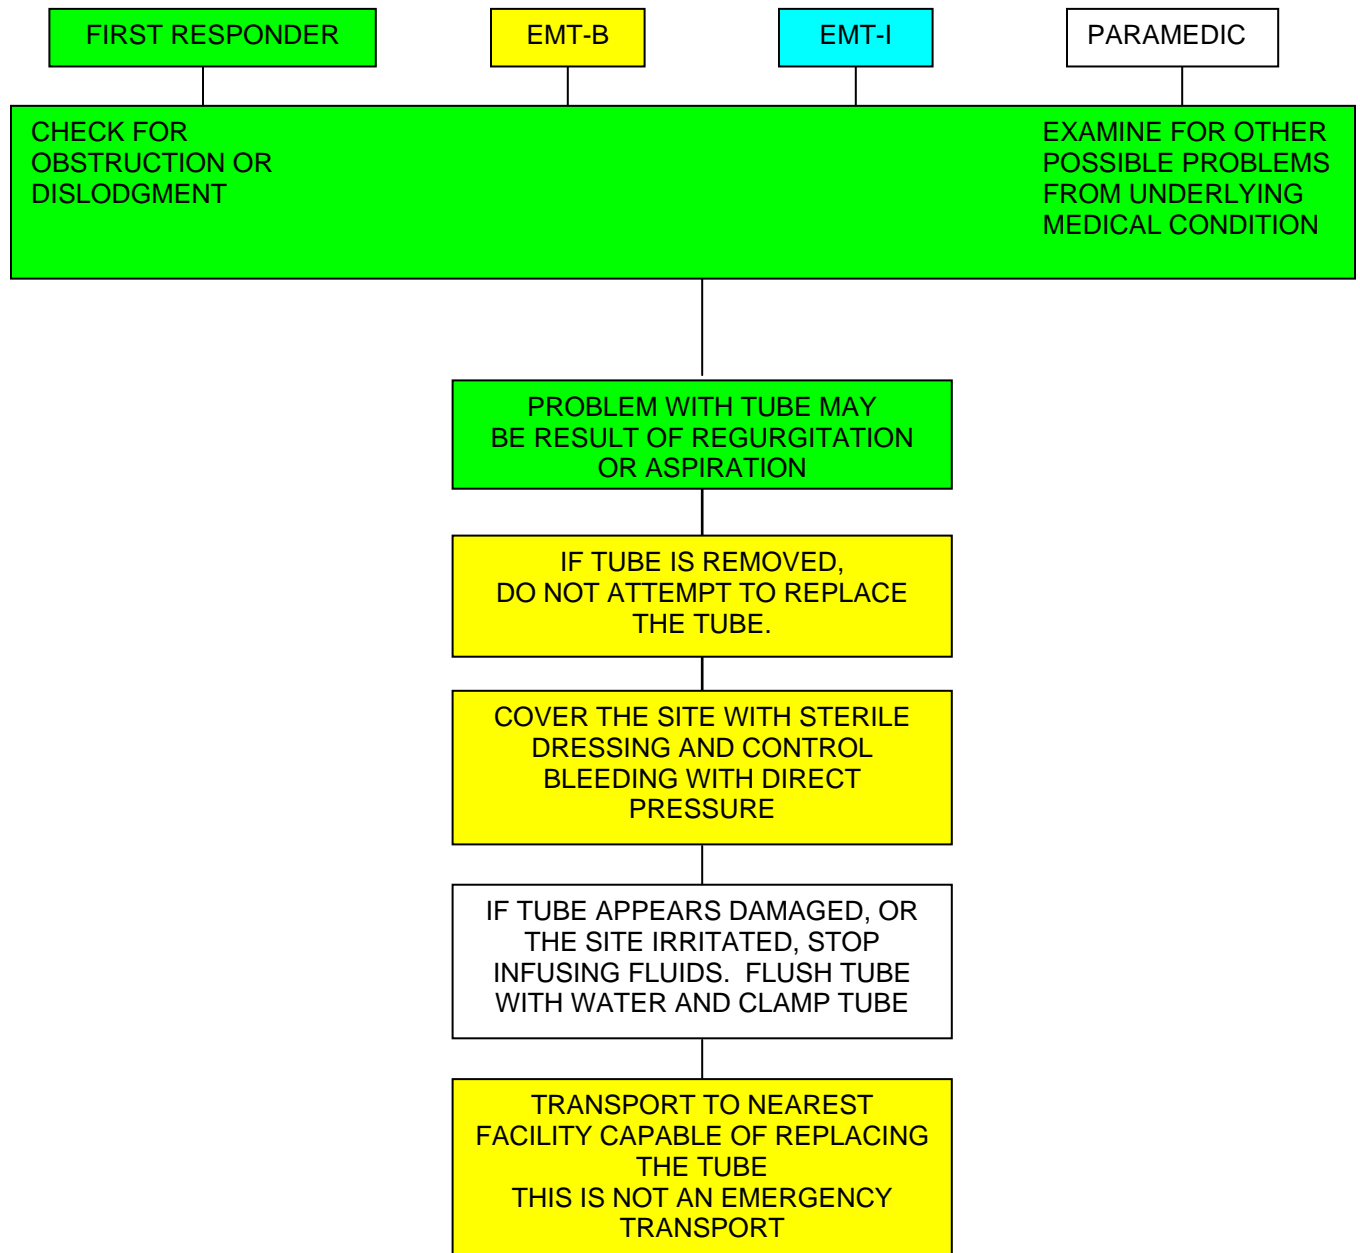 FIRST RESPONDER
EMT-B
EMT-I
PARAMEDIC
CHECK FOR
OBSTRUCTION OR
DISLODGMENT
EXAMINE FOR OTHER
POSSIBLE PROBLEMS
FROM UNDERLYING
MEDICAL CONDITION
PROBLEM WITH TUBE MAY
BE RESULT OF REGURGITATION
OR ASPIRATION
IF TUBE IS REMOVED,
DO NOT ATTEMPT TO REPLACE
THE TUBE.
COVER THE SITE WITH STERILE
DRESSING AND CONTROL
BLEEDING WITH DIRECT
PRESSURE
IF TUBE APPEARS DAMAGED, OR
THE SITE IRRITATED, STOP
INFUSING FLUIDS.  FLUSH TUBE
WITH WATER AND CLAMP TUBE
TRANSPORT TO NEAREST
FACILITY CAPABLE OF REPLACING
THE TUBE
THIS IS NOT AN EMERGENCY
TRANSPORT